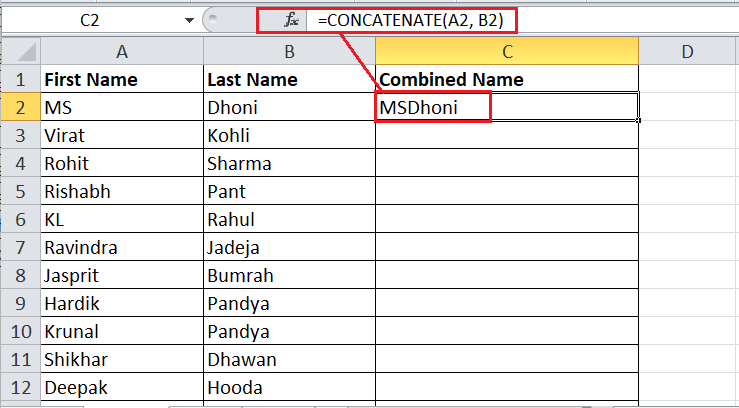 C2 fx =CONCATENATE(A2, B2)
A B C D
1 First Name Last Name Combined Name
2 MS Dhoni MSDhoni
3 Virat Kohli
4 Rohit Sharma
5 Rishabh Pant
6 KL Rahul
7 Ravindra Jadeja
8 Jasprit Bumrah
9 Hardik Pandya
10 Krunal Pandya
11 Shikhar Dhawan
12 Deepak Hooda